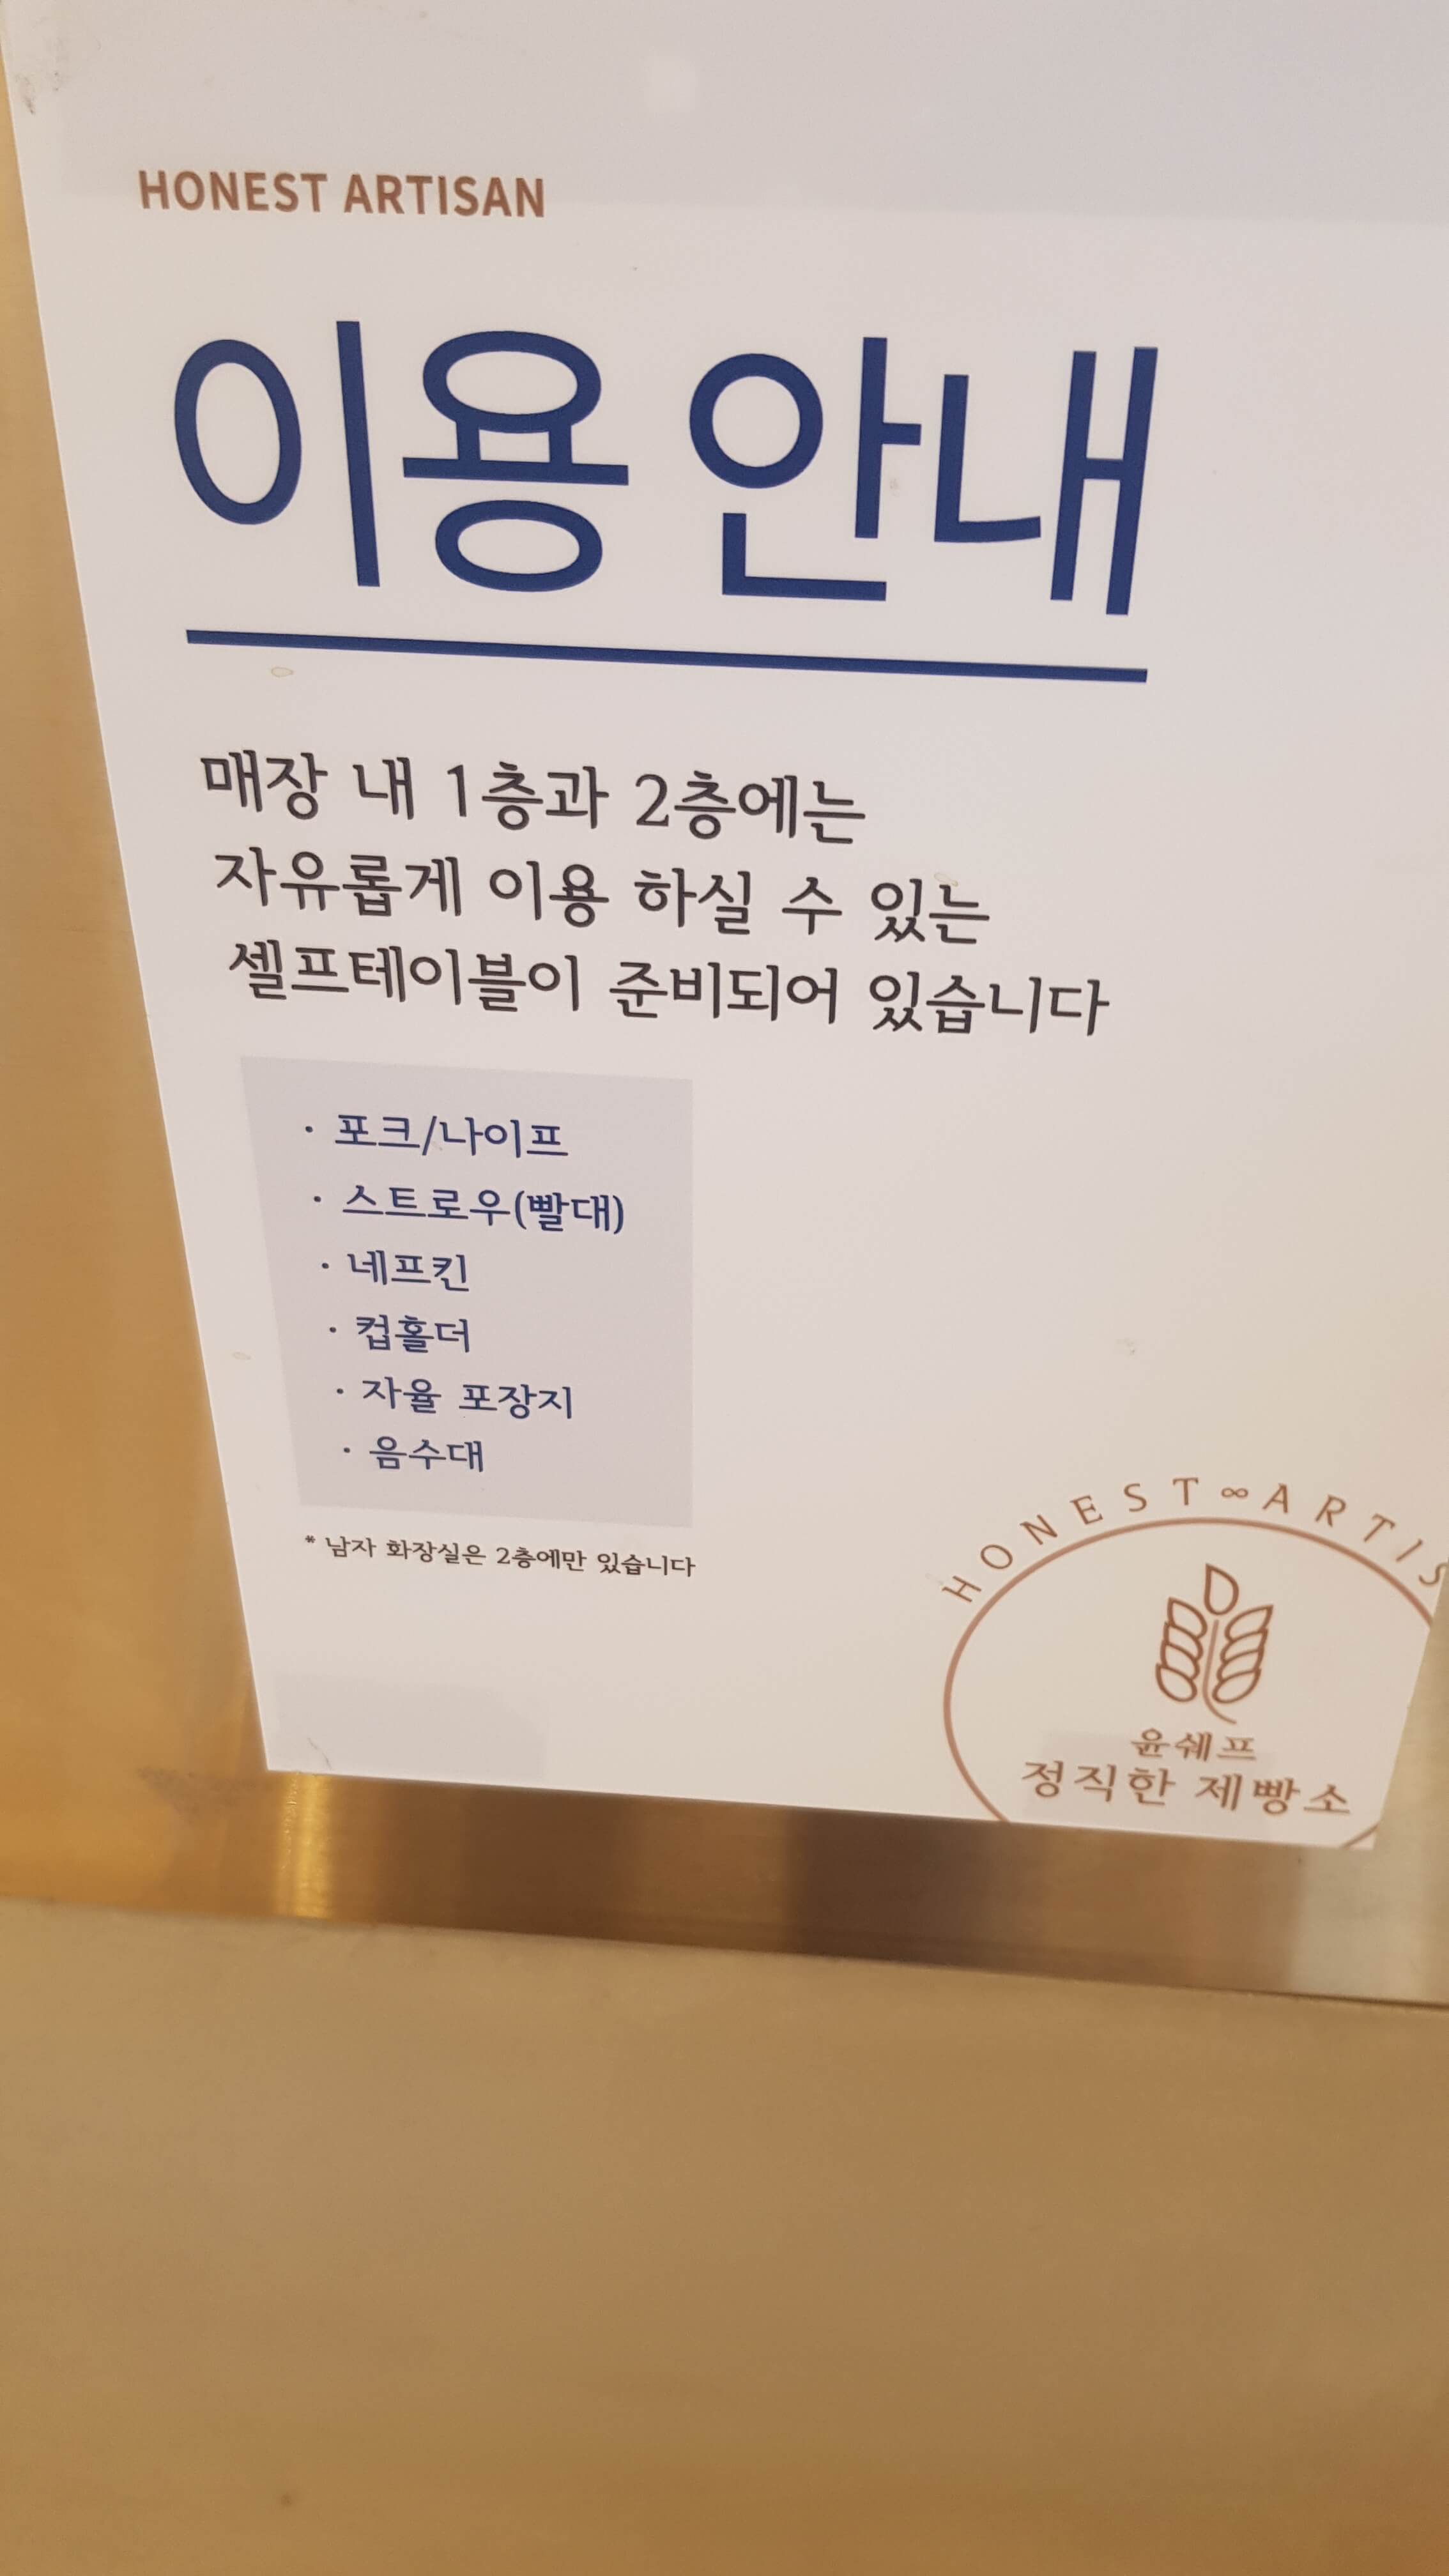 HONEST ARTISAN
이용 안내
매장 내 1층과 2층에는
자유롭게 이용 하실 수 있는
셀프테이블이 준비되어 있습니다
· 포크/나이프
· 스트로우(빨대)
· 네프킨
· 컵홀더
· 자율 포장지
· 음수대
* 남자 화장실은 2층에만 있습니다
HONEST∞ARTIS
윤쉐프
정직한 제빵소